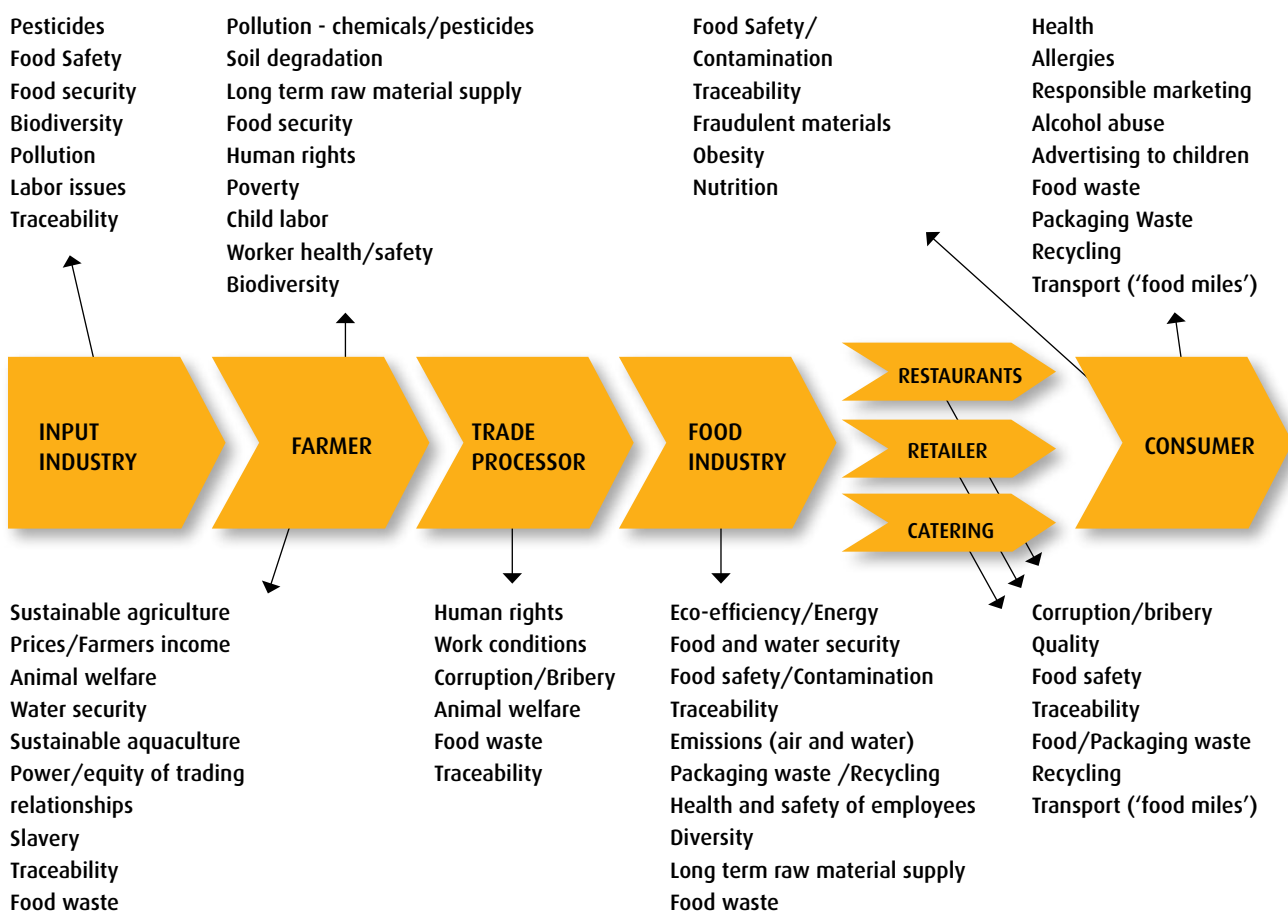 Pesticides
Food Safety
Food security
Biodiversity
Pollution
Labor issues
Traceability
Pollution - chemicals/pesticides
Soil degradation
Long term raw material supply
Food security
Human rights
Poverty
Child labor
Worker health/safety
Biodiversity
Food Safety/
Contamination
Traceability
Fraudulent materials
Obesity
Nutrition
Health
Allergies
Responsible marketing
Alcohol abuse
Advertising to children
Food waste
Packaging Waste
Recycling
Transport (‘food miles’)
INPUT
INDUSTRY
FARMER
TRADE
PROCESSOR
FOOD
INDUSTRY
RESTAURANTS
RETAILER
CATERING
CONSUMER
Sustainable agriculture
Prices/Farmers income
Animal welfare
Water security
Sustainable aquaculture
Power/equity of trading
relationships
Slavery
Traceability
Food waste
Human rights
Work conditions
Corruption/Bribery
Animal welfare
Food waste
Traceability
Eco-efficiency/Energy
Food and water security
Food safety/Contamination
Traceability
Emissions (air and water)
Packaging waste /Recycling
Health and safety of employees
Diversity
Long term raw material supply
Food waste
Corruption/bribery
Quality
Food safety
Traceability
Food/Packaging waste
Recycling
Transport (‘food miles’)